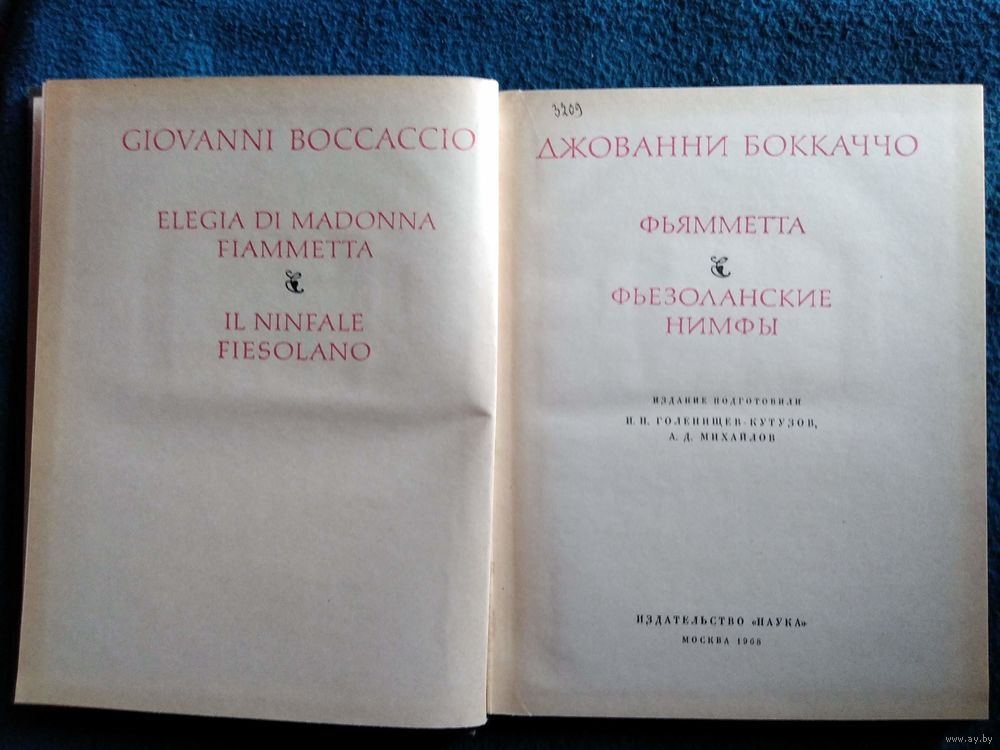 GIOVANNI BOCCACCIO
ELEGIA DI MADONNA
FIAMMETTA
IL NINFALE
FIESOLANO
3209
ДЖОВАННИ БОККАЧЧО
ФЬЯММЕТТА
ФЬЕЗОЛАНСКИЕ
НИМФЫ
ИЗДАНИЕ ПОДГОТОВИЛИ
И. Н. ГОЛЕНИЩЕВ-КУТУЗОВ,
А. Д. МИХАЙЛОВ
ИЗДАТЕЛЬСТВО «НАУКА»
МОСКВА 1968
www.ay.by